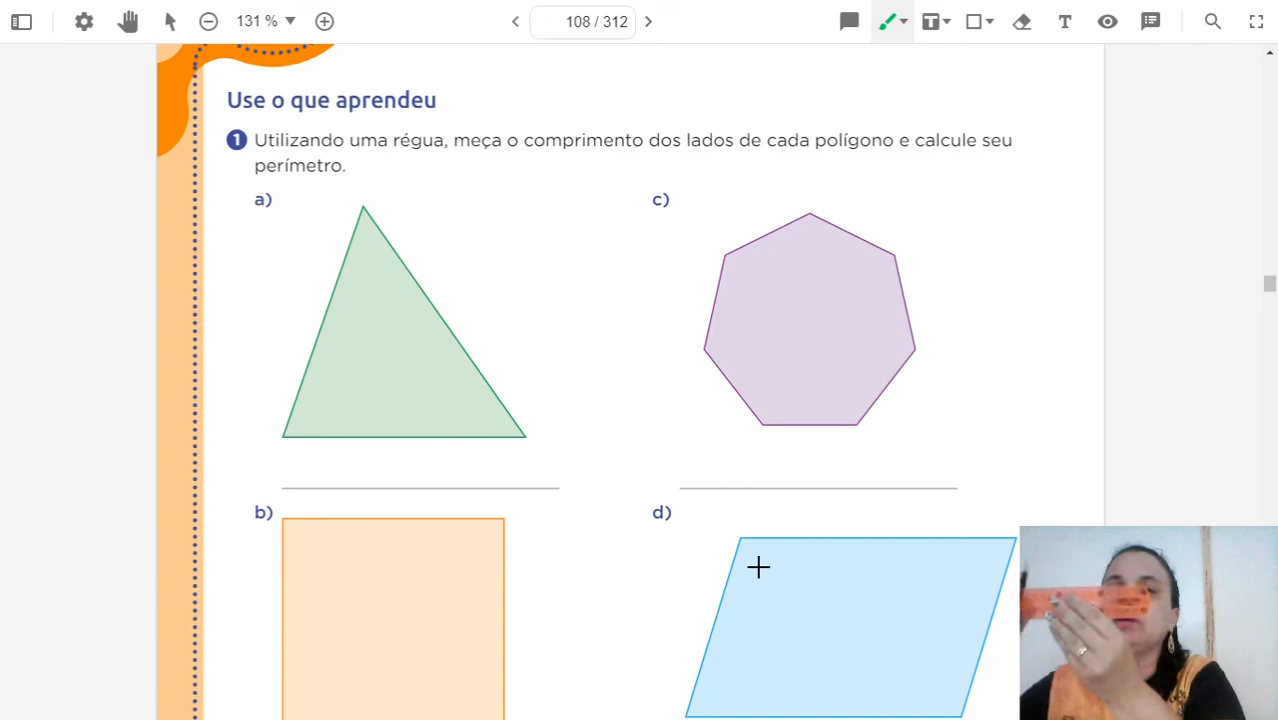 131 %
108 / 312
T
T
Use o que aprendeu
1 Utilizando uma régua, meça o comprimento dos lados de cada polígono e calcule seu
perímetro.
a)
c)
b)
d)